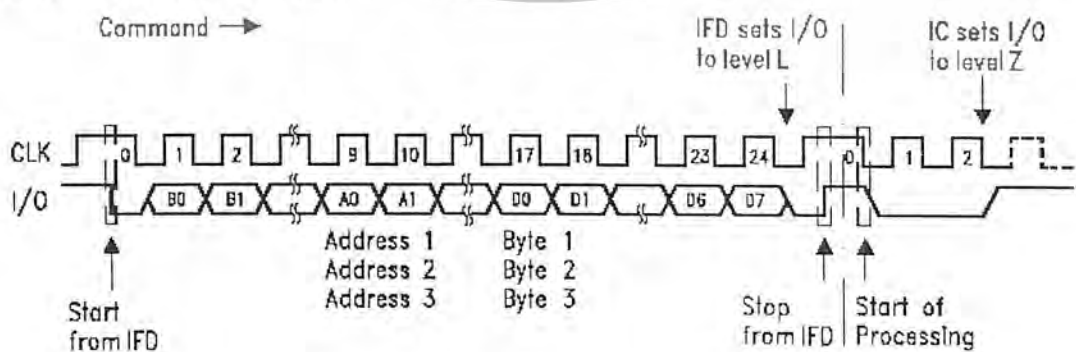 Command
IFD sets I/O
to level L
IC sets I/O
to level Z
CLK
0 1 2 9 10 17 18 23 24 0 1 2
I/O
B0 B1 A0 A1 D0 D1 D6 D7
Address 1
Address 2
Address 3
Byte 1
Byte 2
Byte 3
Start
from IFD
Stop
from IFD
Start of
Processing